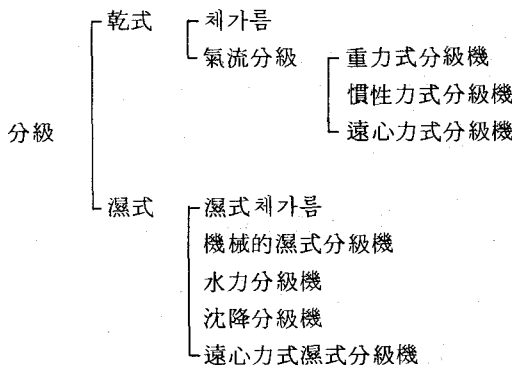 乾式 체가름
氣流分級 重力式分級機
慣性力式分級機
分級 遠心力式分級機
濕式 濕式체가름
機械的濕式分級機
水力分級機
沈降分級機
遠心力式濕式分級機